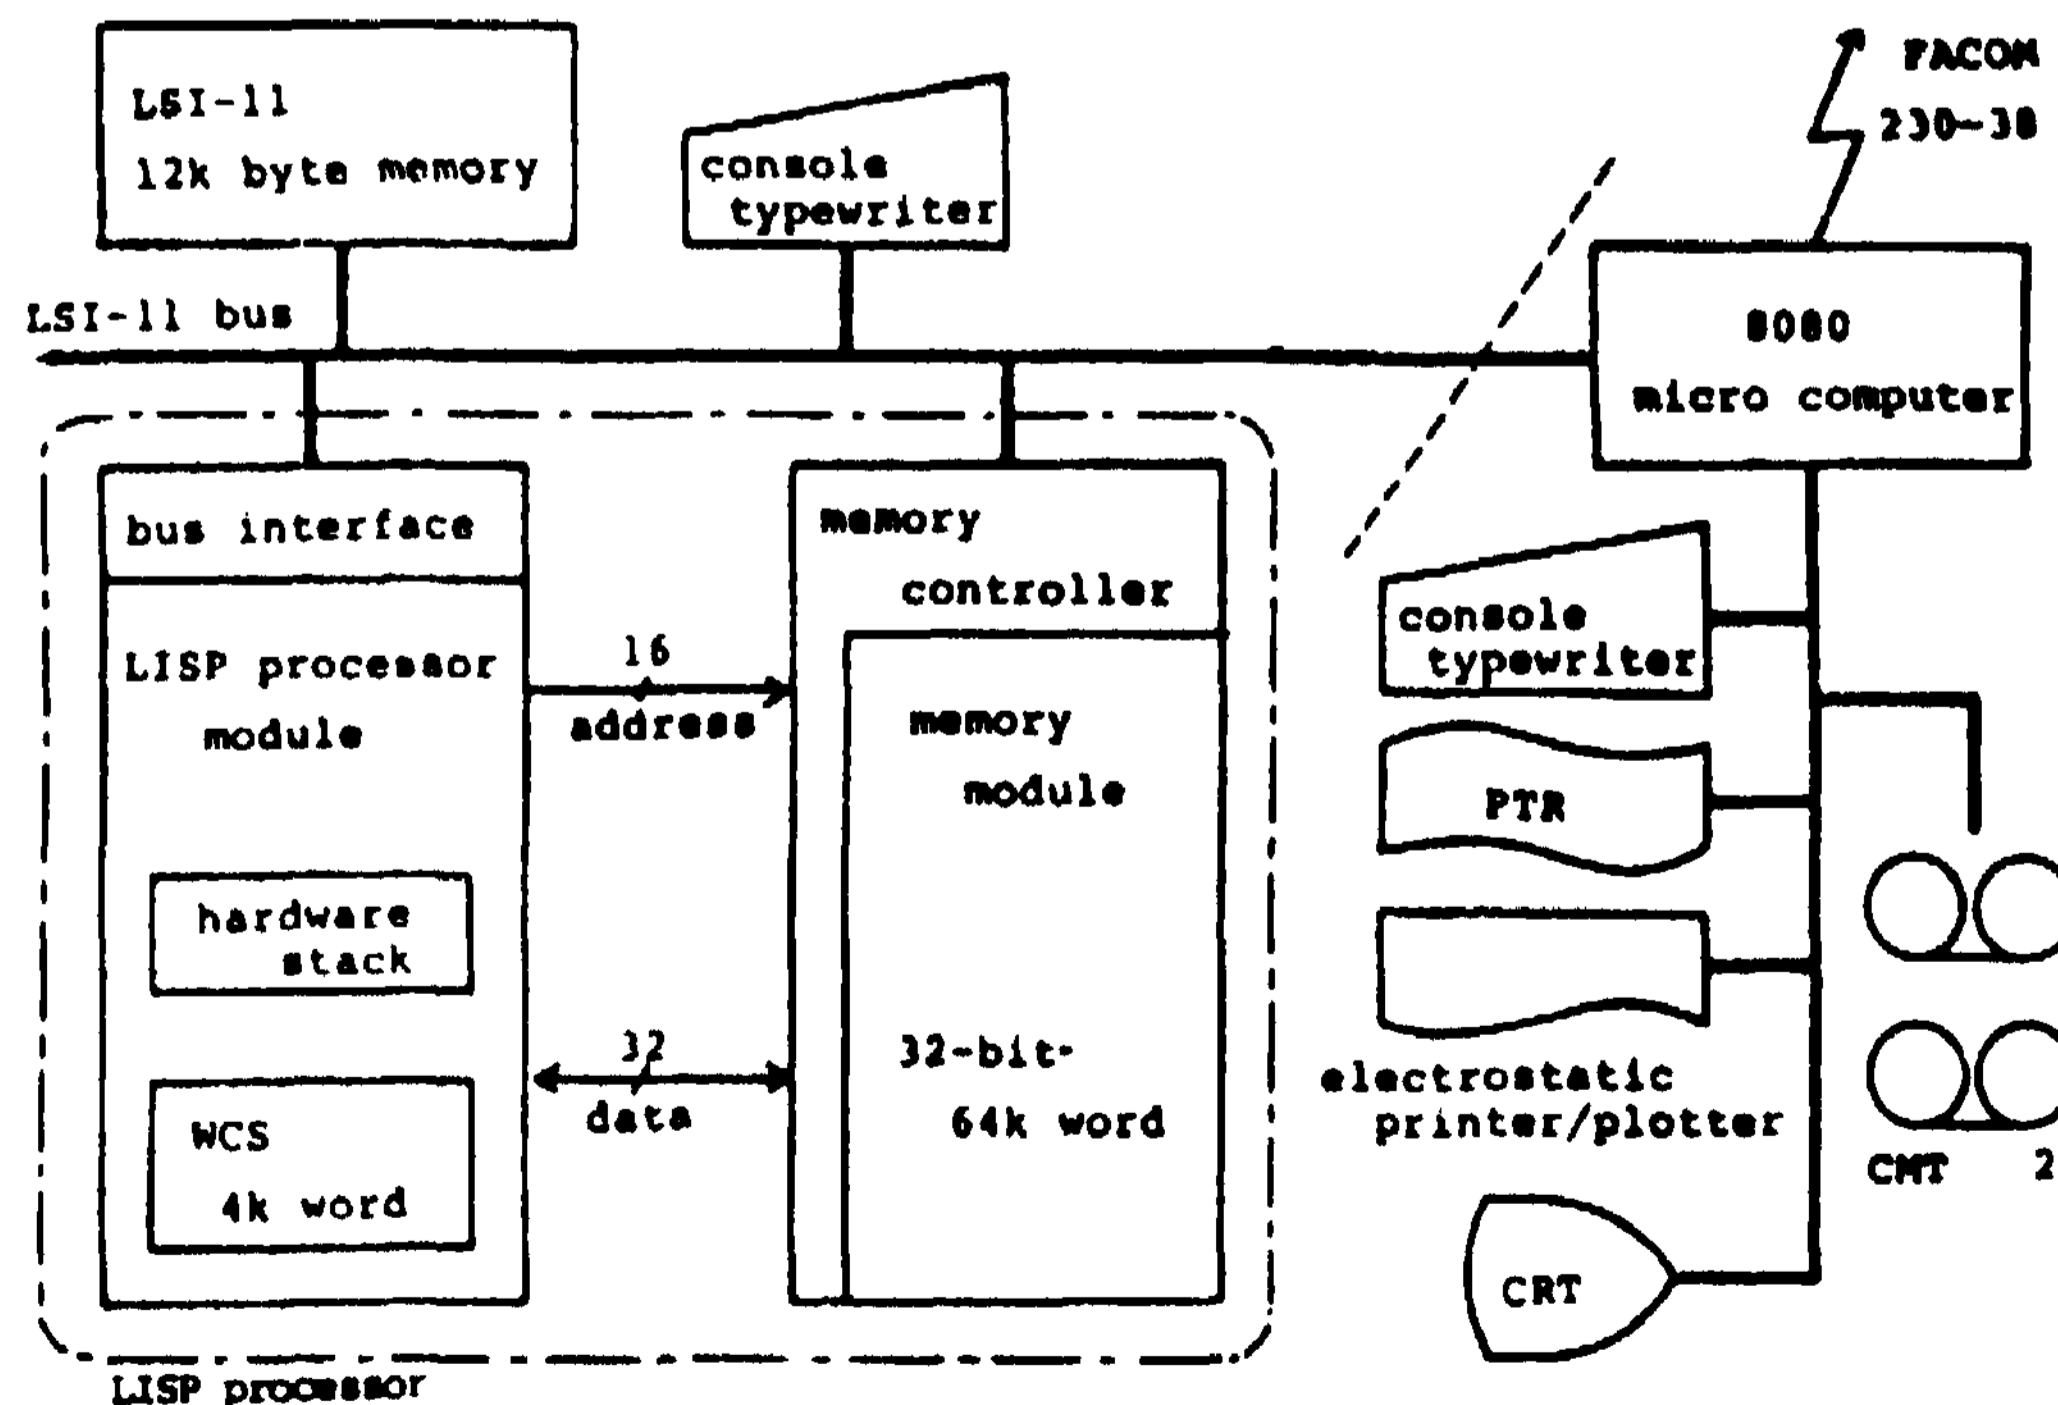 LSI-11
12k byte memory
console
typewriter
FACOM
230-38
LSI-11 bus
8080
micro computer
bus interface
LISP processor
module
hardware
stack
WCS
4k word
16
address
32
data
memory
controller
memory
module
32-bit-
64k word
console
typewriter
PTR
electrostatic
printer/plotter
CMT 2
CRT
LISP processor